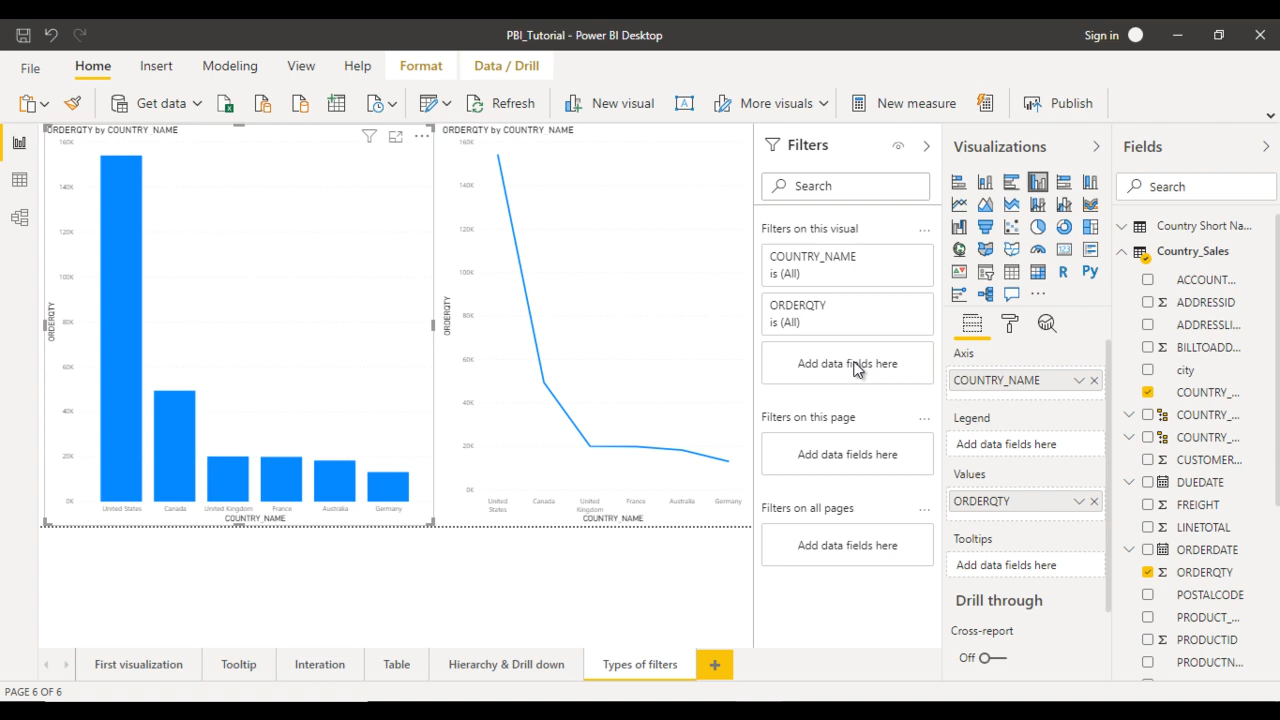 PBI_Tutorial - Power BI Desktop
Sign in
File
Home
Insert
Modeling
View
Help
Format
Data / Drill
Get data
Refresh
New visual
More visuals
New measure
Publish
ORDERQTY by COUNTRY_NAME
160K
140K
120K
100K
80K
60K
40K
20K
0K
ORDERQTY
United States
Canada
United Kingdom
France
Australia
Germany
COUNTRY_NAME
ORDERQTY by COUNTRY_NAME
160K
140K
120K
100K
80K
60K
40K
20K
0K
ORDERQTY
United
States
Canada
United
Kingdom
France
Australia
Germany
COUNTRY_NAME
Filters
Search
Filters on this visual
...
COUNTRY_NAME
is (All)
ORDERQTY
is (All)
Add data fields here
Filters on this page
...
Add data fields here
Filters on all pages
...
Add data fields here
Visualizations
R
Py
123
Axis
COUNTRY_NAME
Legend
Add data fields here
Values
ORDERQTY
Tooltips
Add data fields here
Drill through
Cross-report
Off
Fields
Search
Country Short Na...
Country_Sales
ACCOUNT...
Σ ADDRESSID
ADDRESSLI...
Σ BILLTOADD...
city
COUNTRY_...
COUNTRY_...
COUNTRY_...
Σ CUSTOMER...
DUEDATE
Σ FREIGHT
Σ LINETOTAL
ORDERDATE
Σ ORDERQTY
POSTALCODE
PRODUCT_...
Σ PRODUCTID
PRODUCTN...
First visualization
Tooltip
Interation
Table
Hierarchy & Drill down
Types of filters
+
PAGE 6 OF 6